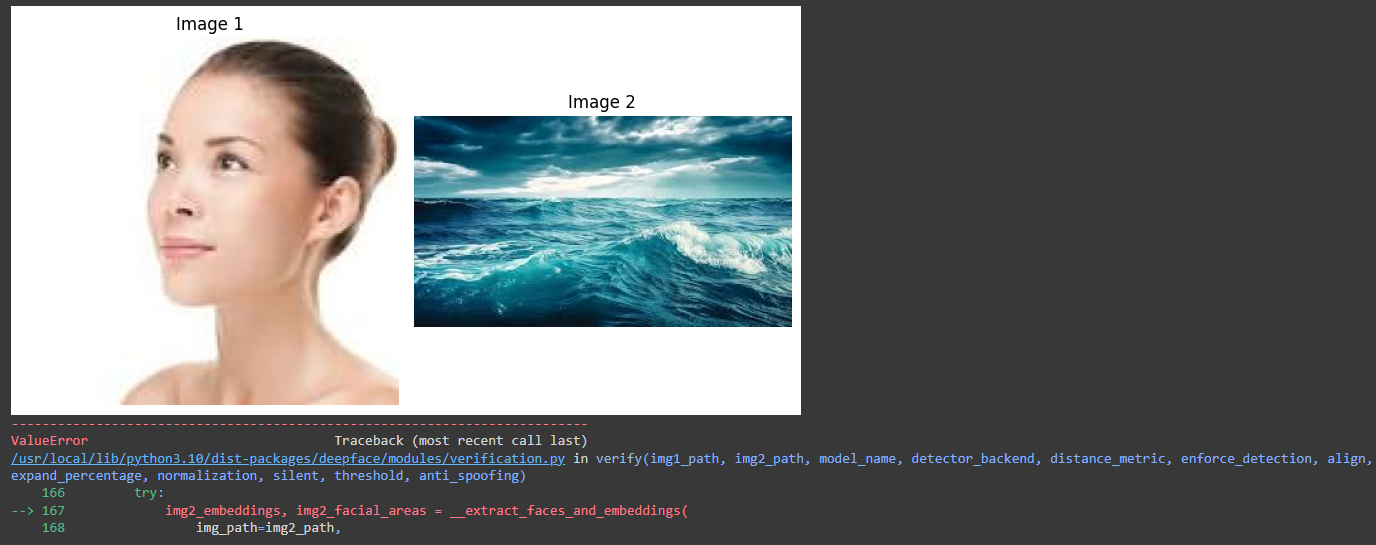 Image 1
Image 2
---------------------------------------------------------------------------
ValueError                                Traceback (most recent call last)
/usr/local/lib/python3.10/dist-packages/deepface/modules/verification.py in verify(img1_path, img2_path, model_name, detector_backend, distance_metric, enforce_detection, align,
expand_percentage, normalization, silent, threshold, anti_spoofing)
    166         try:
--> 167             img2_embeddings, img2_facial_areas = __extract_faces_and_embeddings(
    168                 img_path=img2_path,